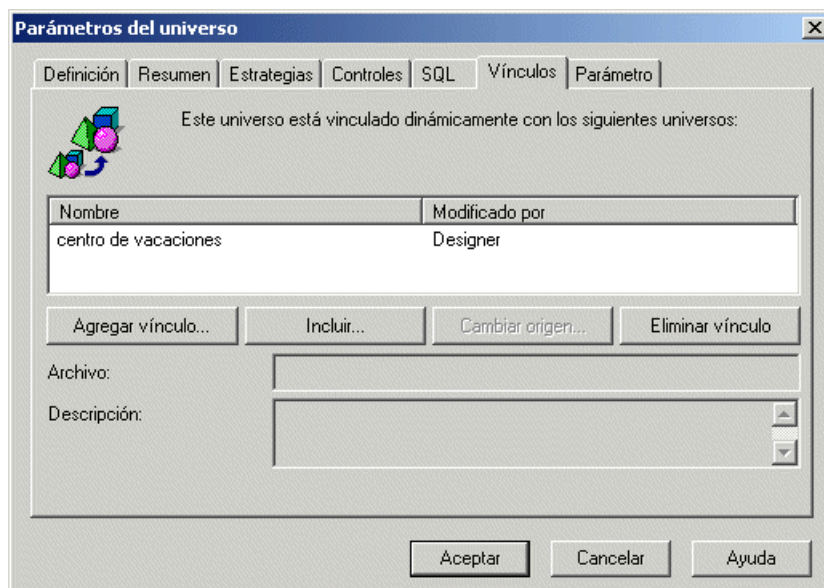 Parámetros del universo
Definición Resumen Estrategias Controles SQL Vínculos Parámetro
Este universo está vinculado dinámicamente con los siguientes universos:
Nombre Modificado por
centro de vacaciones Designer
Agregar vínculo... Incluir... Cambiar origen... Eliminar vínculo
Archivo:
Descripción:
Aceptar Cancelar Ayuda